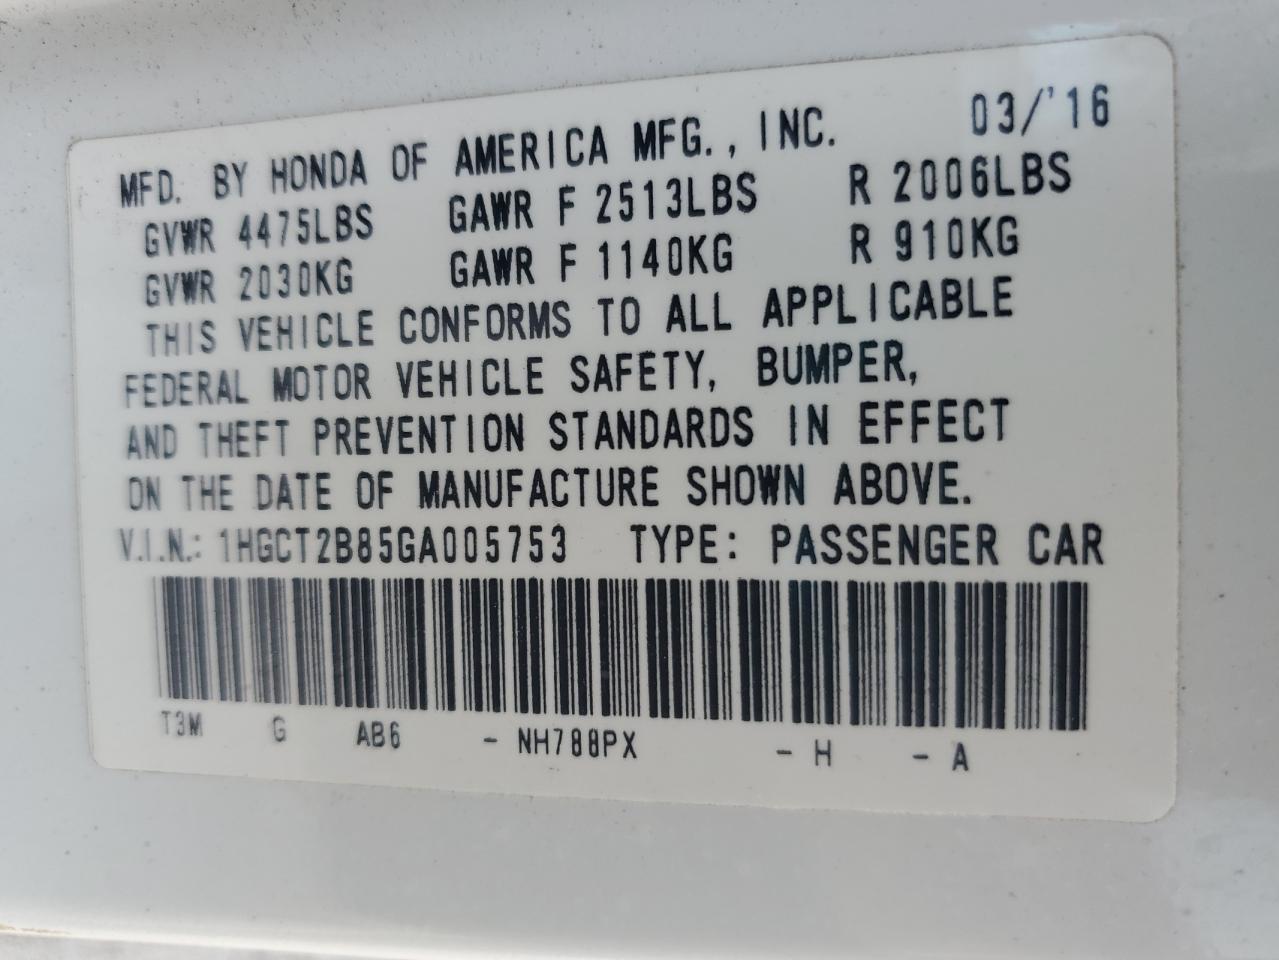 MFD. BY HONDA OF AMERICA MFG., INC. 03/'16
GVWR 4475LBS GAWR F 2513LBS R 2006LBS
GVWR 2030KG GAWR F 1140KG R 910KG
THIS VEHICLE CONFORMS TO ALL APPLICABLE
FEDERAL MOTOR VEHICLE SAFETY, BUMPER,
AND THEFT PREVENTION STANDARDS IN EFFECT
ON THE DATE OF MANUFACTURE SHOWN ABOVE.
V.I.N.: 1HGCT2B85GA005753 TYPE: PASSENGER CAR
T3M G AB6 - NH788PX - H - A